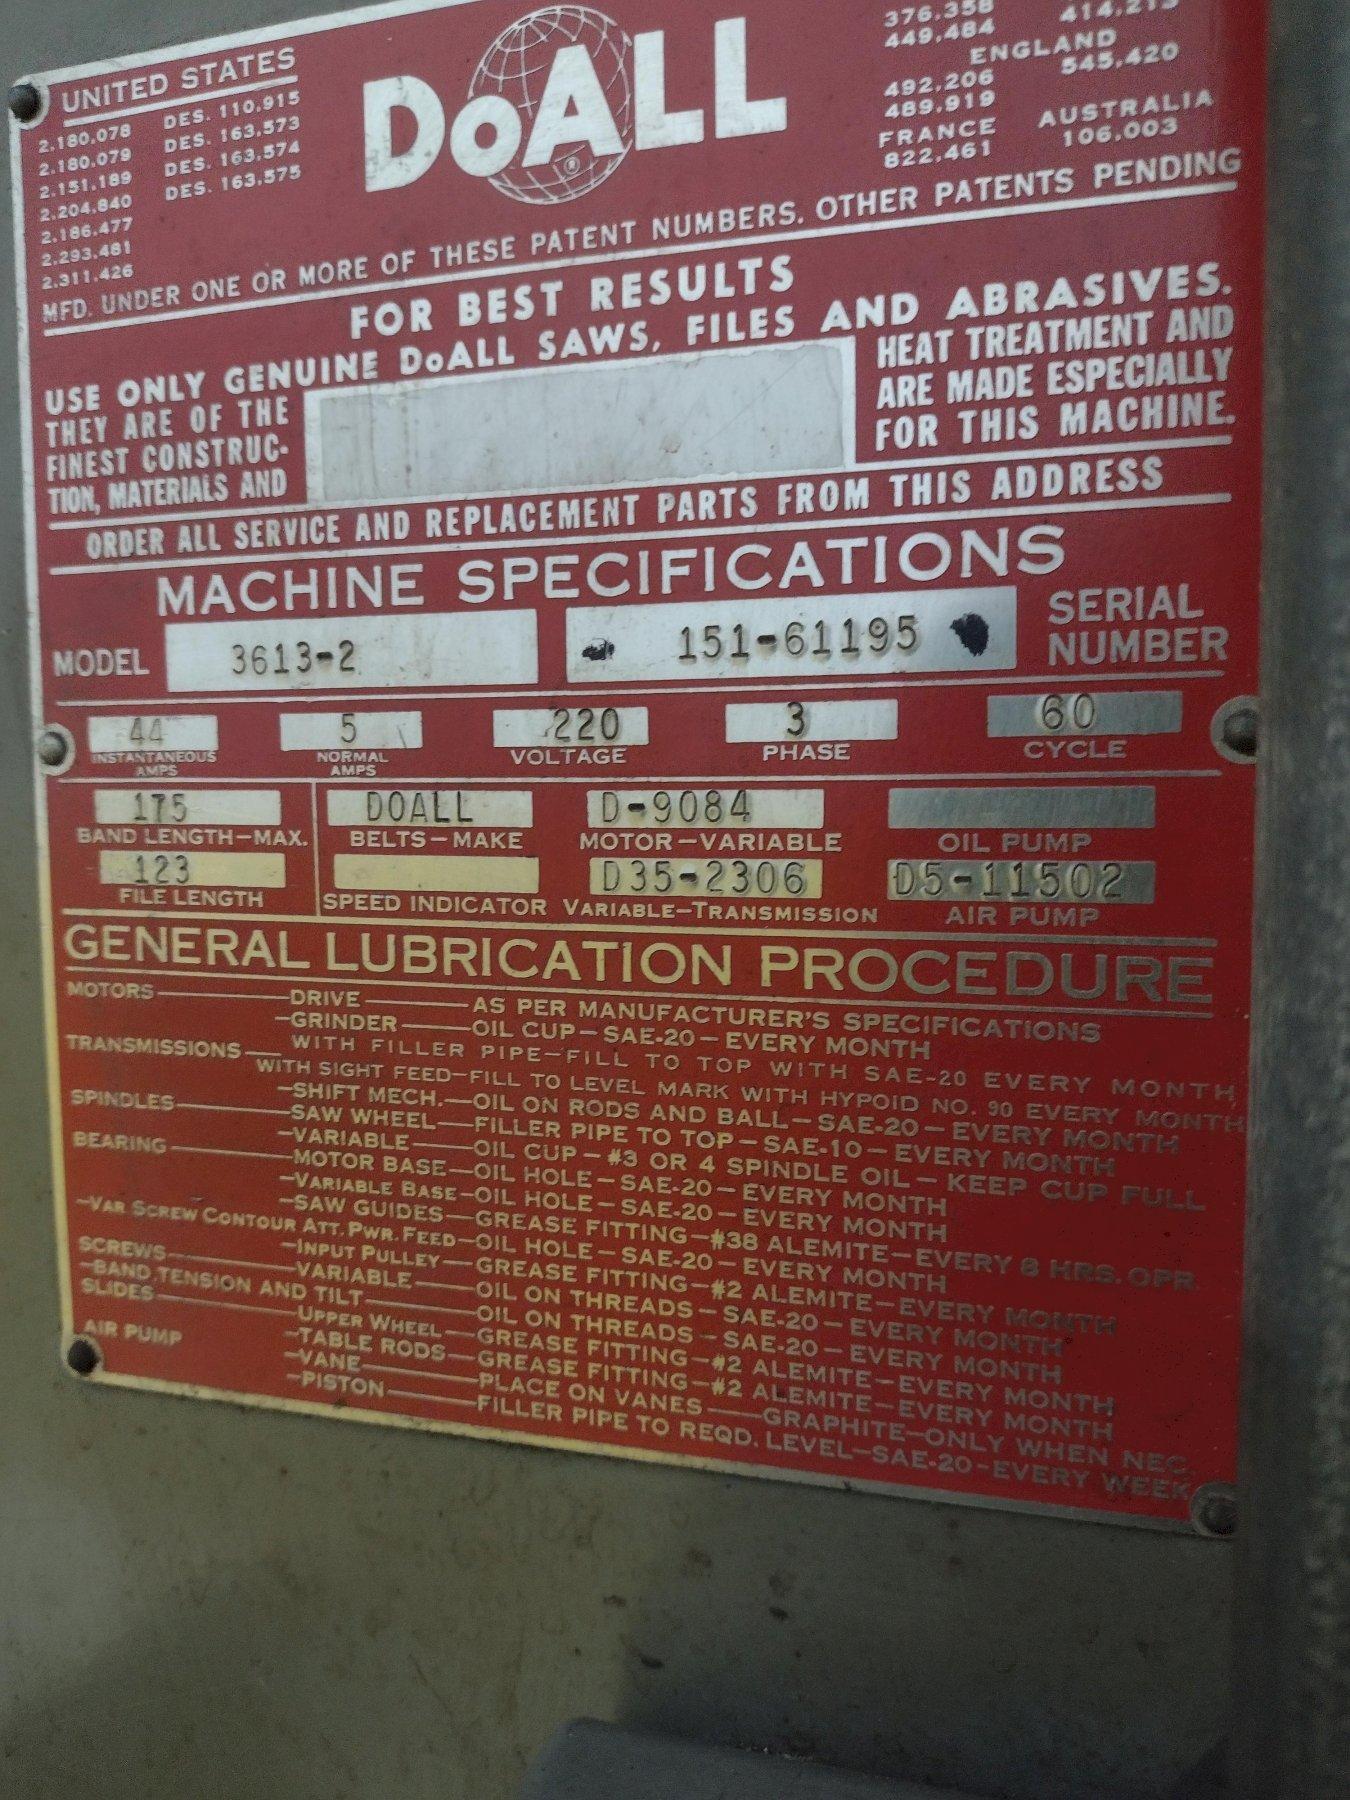 UNITED STATES
2,180,078 DES. 110,915
2,180,079 DES. 163,573
2,151,189 DES. 163,574
2,204,840 DES. 163,575
2,186,477
2,293,481
2,311,426
DoALL
376,358 414,213
449,484
ENGLAND
492,206 545,420
489,919
FRANCE AUSTRALIA
822,461 106,003
MFD. UNDER ONE OR MORE OF THESE PATENT NUMBERS. OTHER PATENTS PENDING
FOR BEST RESULTS
USE ONLY GENUINE DoALL SAWS, FILES AND ABRASIVES.
THEY ARE OF THE
FINEST CONSTRUC-
TION, MATERIALS AND
HEAT TREATMENT AND
ARE MADE ESPECIALLY
FOR THIS MACHINE.
ORDER ALL SERVICE AND REPLACEMENT PARTS FROM THIS ADDRESS
MACHINE SPECIFICATIONS
MODEL 3613-2 151-61195 SERIAL NUMBER
44 5 220 3 60
INSTANTANEOUS AMPS NORMAL AMPS VOLTAGE PHASE CYCLE
175 DOALL D-9084
BAND LENGTH-MAX. BELTS-MAKE MOTOR-VARIABLE OIL PUMP
123 D35-2306 D5-11502
FILE LENGTH SPEED INDICATOR VARIABLE-TRANSMISSION AIR PUMP
GENERAL LUBRICATION PROCEDURE
MOTORS—DRIVE—AS PER MANUFACTURER'S SPECIFICATIONS
-GRINDER—OIL CUP-SAE-20-EVERY MONTH
TRANSMISSIONS—WITH FILLER PIPE-FILL TO TOP WITH SAE-20 EVERY MONTH
WITH SIGHT FEED-FILL TO LEVEL MARK WITH HYPOID NO. 90 EVERY MONTH
-SHIFT MECH.-OIL ON RODS AND BALL-SAE-20-EVERY MONTH
SPINDLES—SAW WHEEL-FILLER PIPE TO TOP-SAE-10-EVERY MONTH
-VARIABLE—OIL CUP-#3 OR 4 SPINDLE OIL-KEEP CUP FULL
BEARING—MOTOR BASE-OIL HOLE-SAE-20-EVERY MONTH
-VARIABLE BASE-OIL HOLE-SAE-20-EVERY MONTH
-SAW GUIDES-GREASE FITTING-#38 ALEMITE-EVERY 8 HRS. OPR.
-VAR SCREW CONTOUR ATT. PWR. FEED-OIL HOLE-SAE-20-EVERY MONTH
-INPUT PULLEY-GREASE FITTING-#2 ALEMITE-EVERY MONTH
SCREWS—VARIABLE—OIL ON THREADS-SAE-20-EVERY MONTH
-BAND TENSION AND TILT—OIL ON THREADS-SAE-20-EVERY MONTH
SLIDES—UPPER WHEEL-GREASE FITTING-#2 ALEMITE-EVERY MONTH
-TABLE RODS-GREASE FITTING-#2 ALEMITE-EVERY MONTH
AIR PUMP -VANE—PLACE ON VANES—GRAPHITE-ONLY WHEN NEC.
-PISTON—FILLER PIPE TO REQD. LEVEL-SAE-20-EVERY WEEK